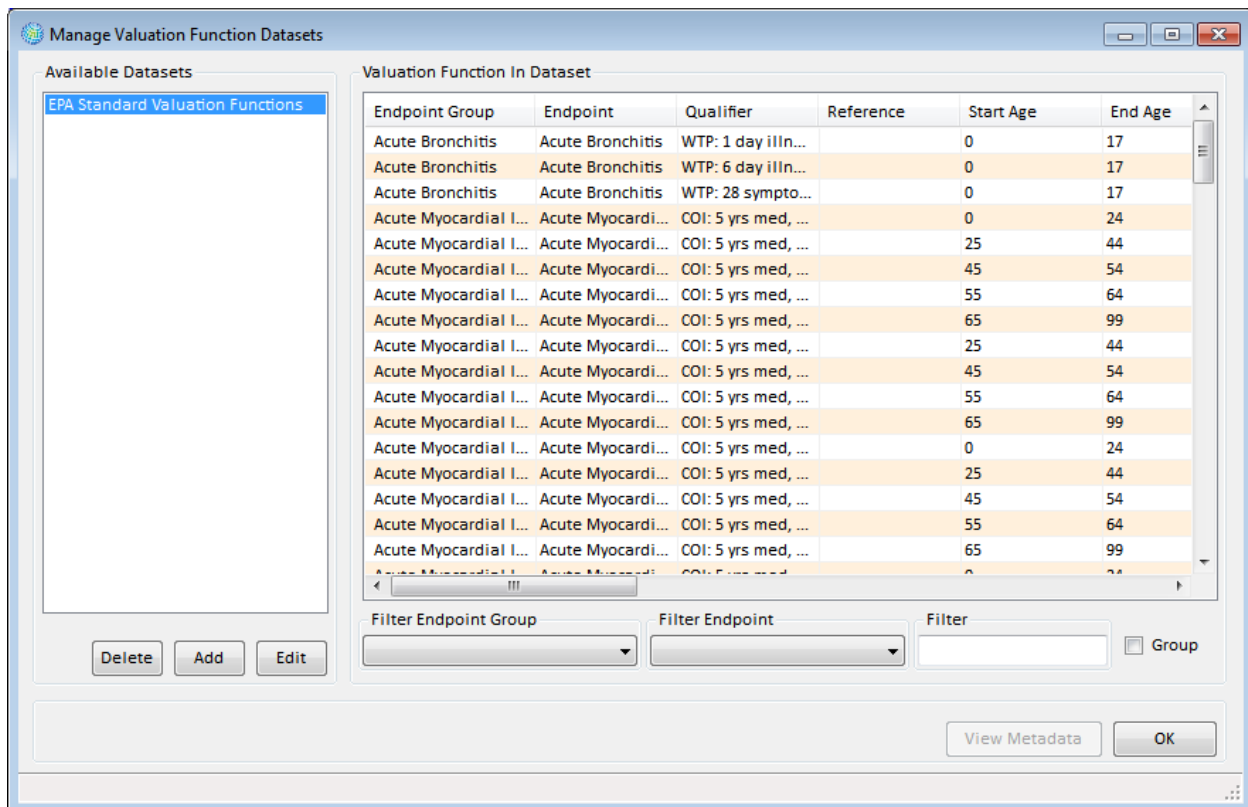 Manage Valuation Function Datasets
Available Datasets
EPA Standard Valuation Functions
Delete Add Edit
Valuation Function In Dataset
Endpoint Group Endpoint Qualifier Reference Start Age End Age
Acute Bronchitis Acute Bronchitis WTP: 1 day illn... 0 17
Acute Bronchitis Acute Bronchitis WTP: 6 day illn... 0 17
Acute Bronchitis Acute Bronchitis WTP: 28 sympto... 0 17
Acute Myocardial I... Acute Myocardi... COI: 5 yrs med, ... 0 24
Acute Myocardial I... Acute Myocardi... COI: 5 yrs med, ... 25 44
Acute Myocardial I... Acute Myocardi... COI: 5 yrs med, ... 45 54
Acute Myocardial I... Acute Myocardi... COI: 5 yrs med, ... 55 64
Acute Myocardial I... Acute Myocardi... COI: 5 yrs med, ... 65 99
Acute Myocardial I... Acute Myocardi... COI: 5 yrs med, ... 25 44
Acute Myocardial I... Acute Myocardi... COI: 5 yrs med, ... 45 54
Acute Myocardial I... Acute Myocardi... COI: 5 yrs med, ... 55 64
Acute Myocardial I... Acute Myocardi... COI: 5 yrs med, ... 65 99
Acute Myocardial I... Acute Myocardi... COI: 5 yrs med, ... 0 24
Acute Myocardial I... Acute Myocardi... COI: 5 yrs med, ... 25 44
Acute Myocardial I... Acute Myocardi... COI: 5 yrs med, ... 45 54
Acute Myocardial I... Acute Myocardi... COI: 5 yrs med, ... 55 64
Acute Myocardial I... Acute Myocardi... COI: 5 yrs med, ... 65 99
Filter Endpoint Group Filter Endpoint Filter
Group
View Metadata OK